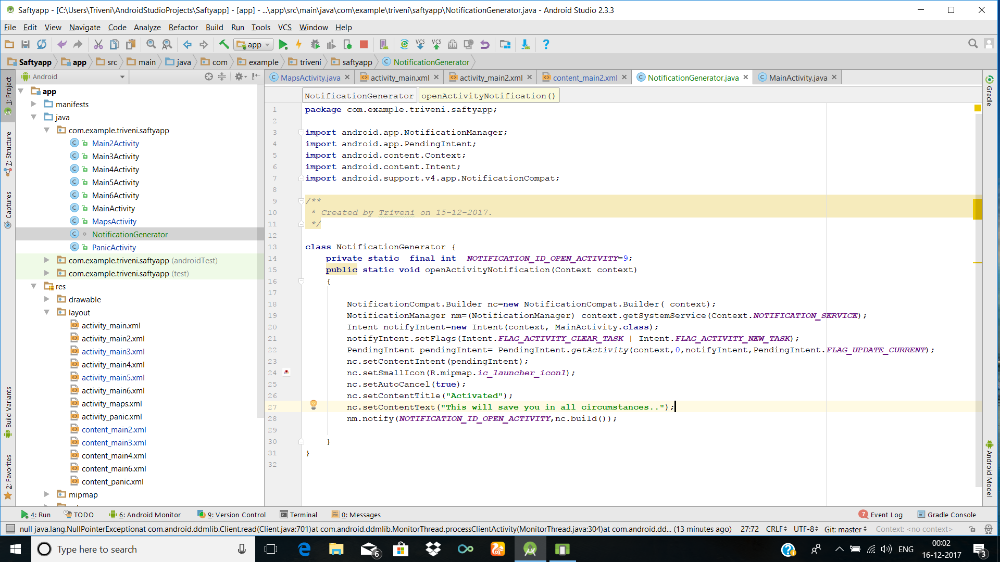 Saftyapp - [C:\Users\Triveni\AndroidStudioProjects\Saftyapp] - [app] - ...\app\src\main\java\com\example\triveni\saftyapp\NotificationGenerator.java - Android Studio 2.3.3
File Edit View Navigate Code Analyze Refactor Build Run Tools VCS Window Help
app
VCS VCS
Saftyapp app src main java com example triveni saftyapp NotificationGenerator
Android
MapsActivity.java activity_main.xml activity_main2.xml content_main2.xml NotificationGenerator.java MainActivity.java
NotificationGenerator openActivityNotification()
1: Project
7: Structure
Captures
Build Variants
2: Favorites
app
manifests
java
com.example.triveni.saftyapp
Main2Activity
Main3Activity
Main4Activity
Main5Activity
Main6Activity
MainActivity
MapsActivity
NotificationGenerator
PanicActivity
com.example.triveni.saftyapp (androidTest)
com.example.triveni.saftyapp (test)
res
drawable
layout
activity_main.xml
activity_main2.xml
activity_main3.xml
activity_main4.xml
activity_main5.xml
activity_main6.xml
activity_maps.xml
activity_panic.xml
content_main2.xml
content_main3.xml
content_main4.xml
content_main6.xml
content_panic.xml
mipmap
1 package com.example.triveni.saftyapp;
2
3 import android.app.NotificationManager;
4 import android.app.PendingIntent;
5 import android.content.Context;
6 import android.content.Intent;
7 import android.support.v4.app.NotificationCompat;
8
9 /**
10 * Created by Triveni on 15-12-2017.
11 */
12
13 class NotificationGenerator {
14 private static final int NOTIFICATION_ID_OPEN_ACTIVITY=9;
15 public static void openActivityNotification(Context context)
16 {
17
18 NotificationCompat.Builder nc=new NotificationCompat.Builder( context);
19 NotificationManager nm=(NotificationManager) context.getSystemService(Context.NOTIFICATION_SERVICE);
20 Intent notifyIntent=new Intent(context, MainActivity.class);
21 notifyIntent.setFlags(Intent.FLAG_ACTIVITY_CLEAR_TASK | Intent.FLAG_ACTIVITY_NEW_TASK);
22 PendingIntent pendingIntent= PendingIntent.getActivity(context,0,notifyIntent,PendingIntent.FLAG_UPDATE_CURRENT);
23 nc.setContentIntent(pendingIntent);
24 nc.setSmallIcon(R.mipmap.ic_launcher_icon1);
25 nc.setAutoCancel(true);
26 nc.setContentTitle("Activated");
27 nc.setContentText("This will save you in all circumstances..");
28 nm.notify(NOTIFICATION_ID_OPEN_ACTIVITY,nc.build());
29
30 }
31 }
32
Gradle
Android Model
4: Run TODO 6: Android Monitor 9: Version Control Terminal 0: Messages 7 Event Log Gradle Console
null java.lang.NullPointerExceptionat com.android.ddmlib.Client.read(Client.java:701)at com.android.ddmlib.MonitorThread.processClientActivity(MonitorThread.java:304)at com.android.dd... (13 minutes ago) 27:72 CRLF UTF-8 Git: master Context: <no context>
Type here to search 6 ENG 00:02 16-12-2017 3